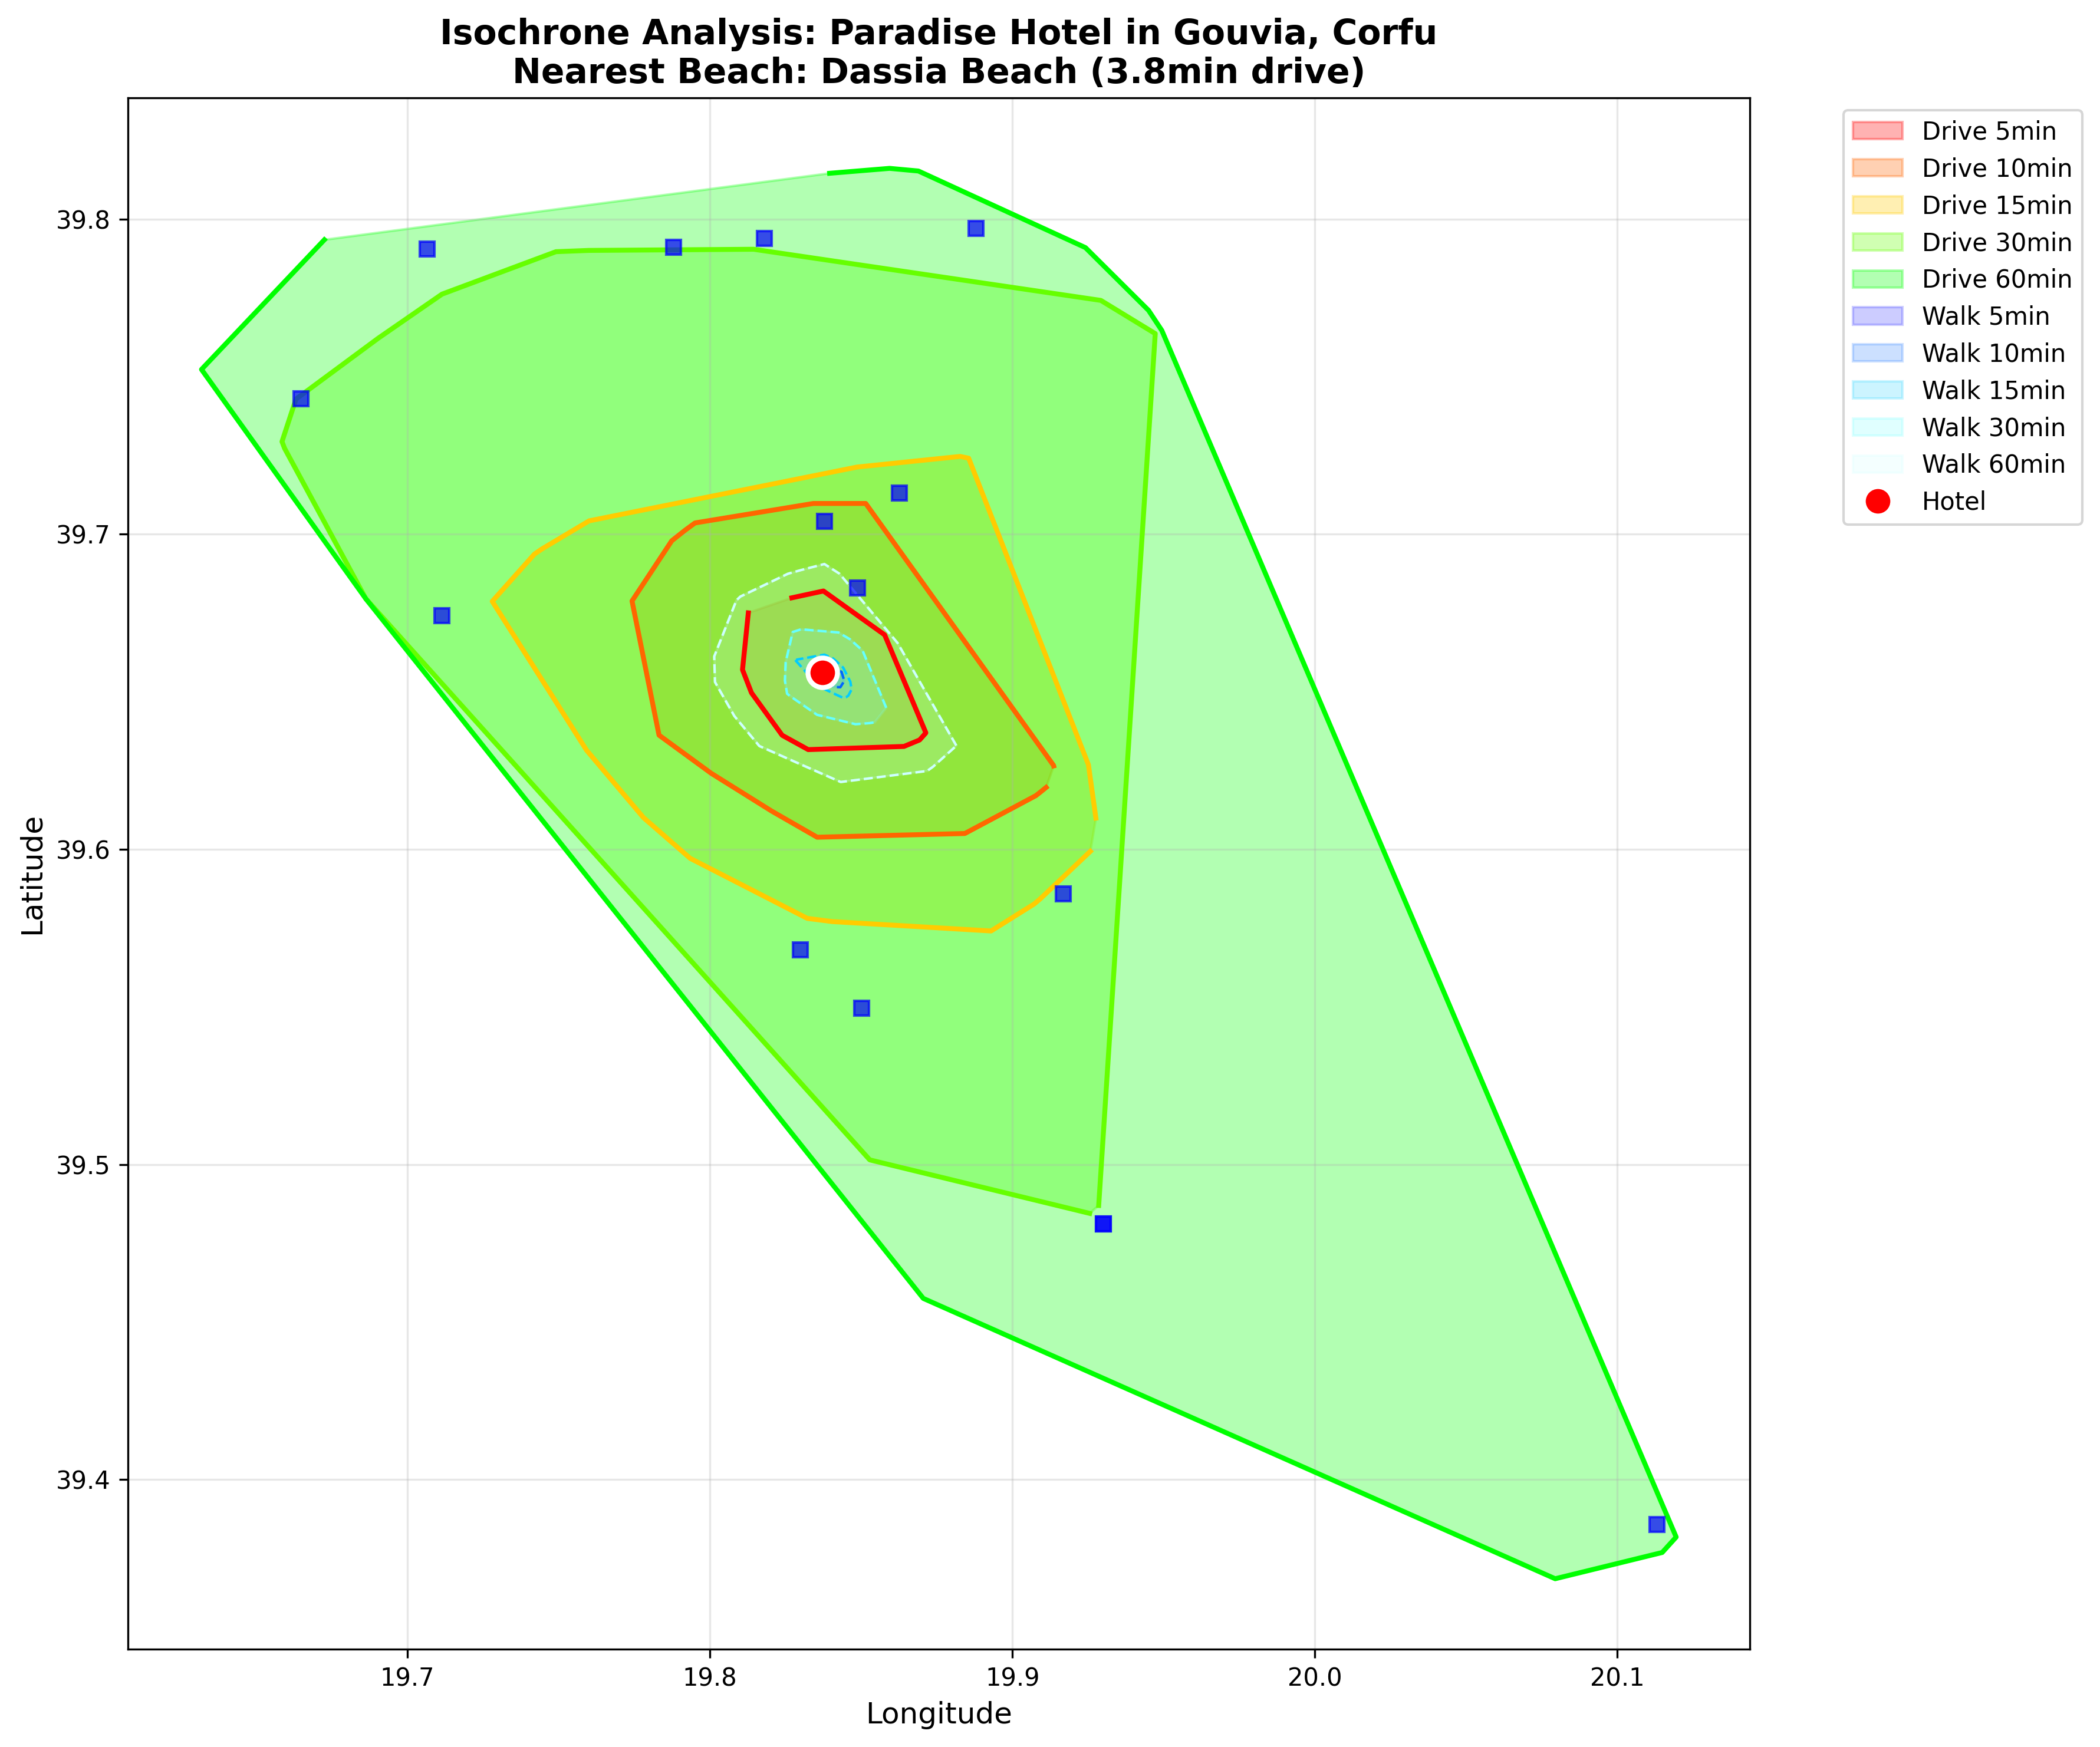 Isochrone Analysis: Paradise Hotel in Gouvia, Corfu
Nearest Beach: Dassia Beach (3.8min drive)
Drive 5min
Drive 10min
Drive 15min
Drive 30min
Drive 60min
Walk 5min
Walk 10min
Walk 15min
Walk 30min
Walk 60min
Hotel
Latitude
39.8
39.7
39.6
39.5
39.4
19.7
19.8
19.9
20.0
20.1
Longitude